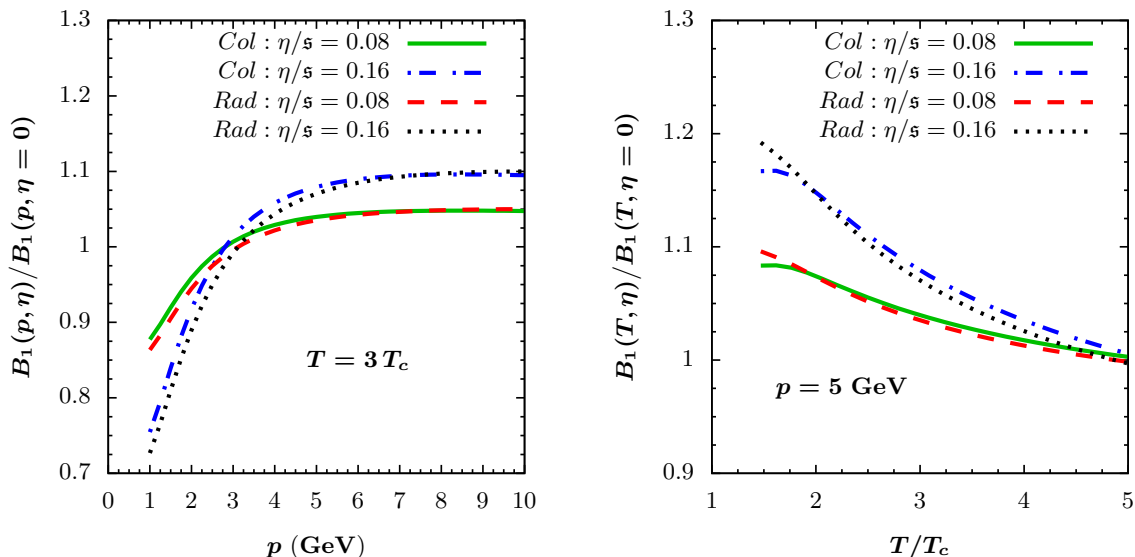 B₁(p, η)/B₁(p, η = 0)
1.3
1.2
1.1
1
0.9
0.8
0.7
Col : η/𝔰 = 0.08
Col : η/𝔰 = 0.16
Rad : η/𝔰 = 0.08
Rad : η/𝔰 = 0.16
T = 3 T_c
0 1 2 3 4 5 6 7 8 9 10
p (GeV)
B₁(T, η)/B₁(T, η = 0)
1.3
1.2
1.1
1
0.9
Col : η/𝔰 = 0.08
Col : η/𝔰 = 0.16
Rad : η/𝔰 = 0.08
Rad : η/𝔰 = 0.16
p = 5 GeV
1 2 3 4 5
T/T_c